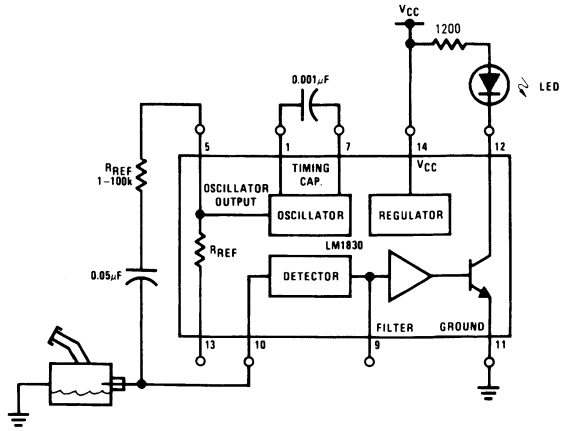 VCC
1200
LED
0.001µF
5
1
7
14
12
RREF
1–100k
OSCILLATOR
OUTPUT
TIMING
CAP.
VCC
OSCILLATOR
REGULATOR
RREF
LM1830
DETECTOR
0.05µF
13
10
FILTER
9
GROUND
11